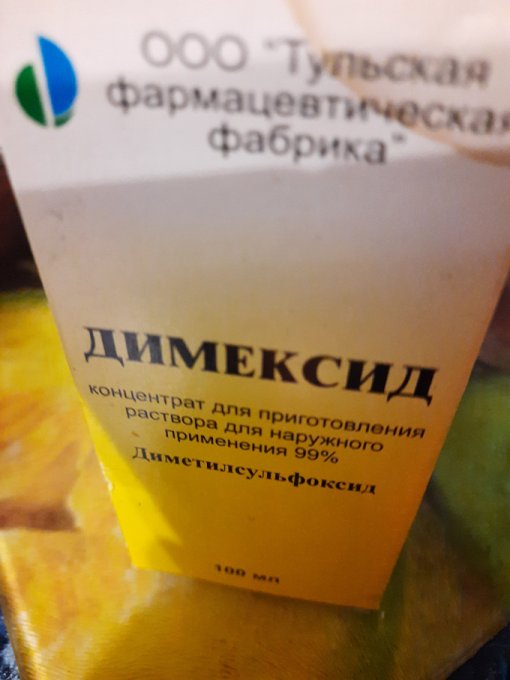 ООО "Тульская
фармацевтическая
фабрика"
ДИМЕКСИД
концентрат для приготовления
раствора для наружного
применения 99%
Диметилсульфоксид
100 мл